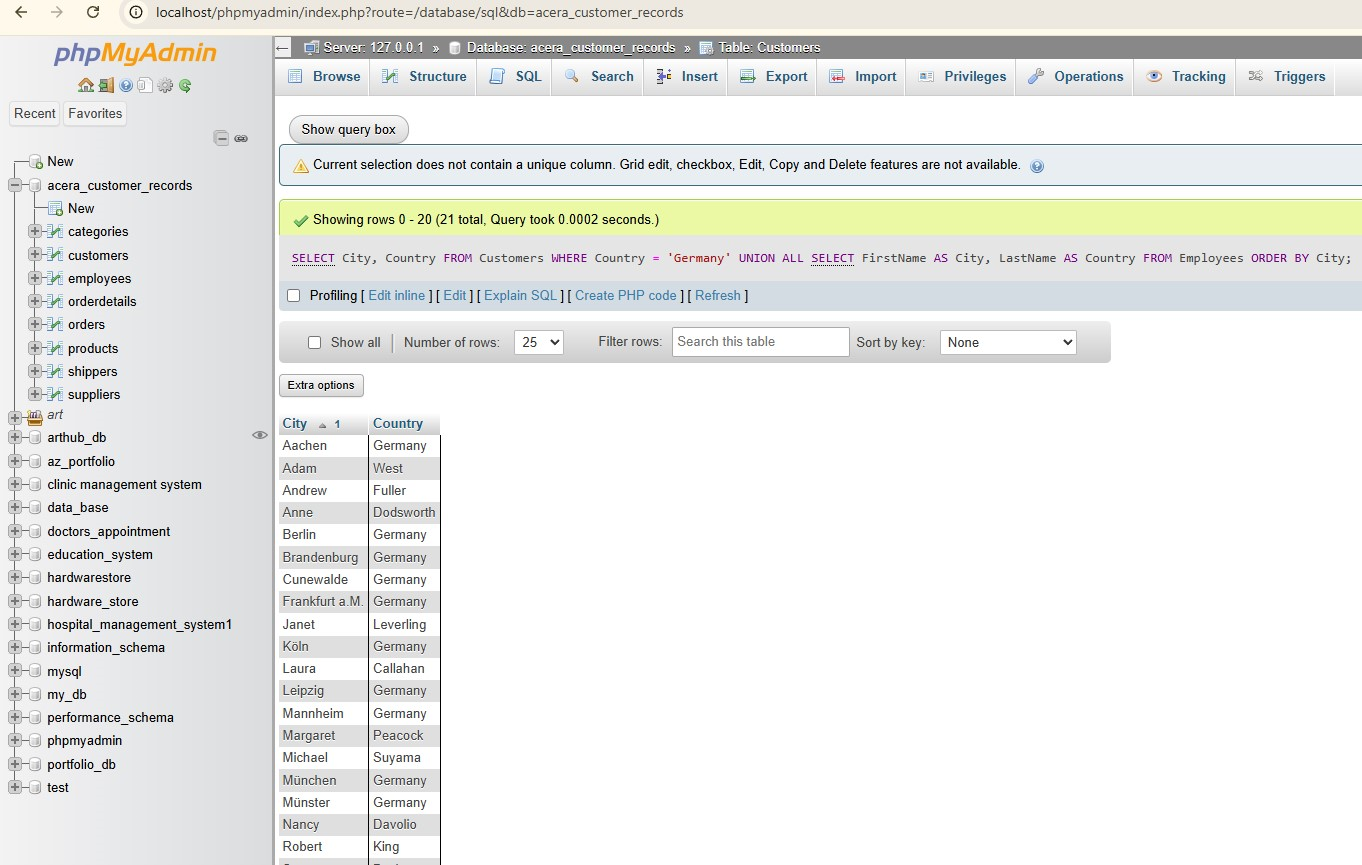 localhost/phpmyadmin/index.php?route=/database/sql&db=acera_customer_records
phpMyAdmin
Recent Favorites
New
acera_customer_records
New
categories
customers
employees
orderdetails
orders
products
shippers
suppliers
art
arthub_db
az_portfolio
clinic management system
data_base
doctors_appointment
education_system
hardwarestore
hardware_store
hospital_management_system1
information_schema
mysql
my_db
performance_schema
phpmyadmin
portfolio_db
test
Server: 127.0.0.1 » Database: acera_customer_records » Table: Customers
Browse Structure SQL Search Insert Export Import Privileges Operations Tracking Triggers
Show query box
Current selection does not contain a unique column. Grid edit, checkbox, Edit, Copy and Delete features are not available.
Showing rows 0 - 20 (21 total, Query took 0.0002 seconds.)
SELECT City, Country FROM Customers WHERE Country = 'Germany' UNION ALL SELECT FirstName AS City, LastName AS Country FROM Employees ORDER BY City;
Profiling [ Edit inline ] [ Edit ] [ Explain SQL ] [ Create PHP code ] [ Refresh ]
Show all Number of rows: 25 Filter rows: Search this table Sort by key: None
Extra options
City 1 Country
Aachen Germany
Adam West
Andrew Fuller
Anne Dodsworth
Berlin Germany
Brandenburg Germany
Cunewalde Germany
Frankfurt a.M. Germany
Janet Leverling
Köln Germany
Laura Callahan
Leipzig Germany
Mannheim Germany
Margaret Peacock
Michael Suyama
München Germany
Münster Germany
Nancy Davolio
Robert King